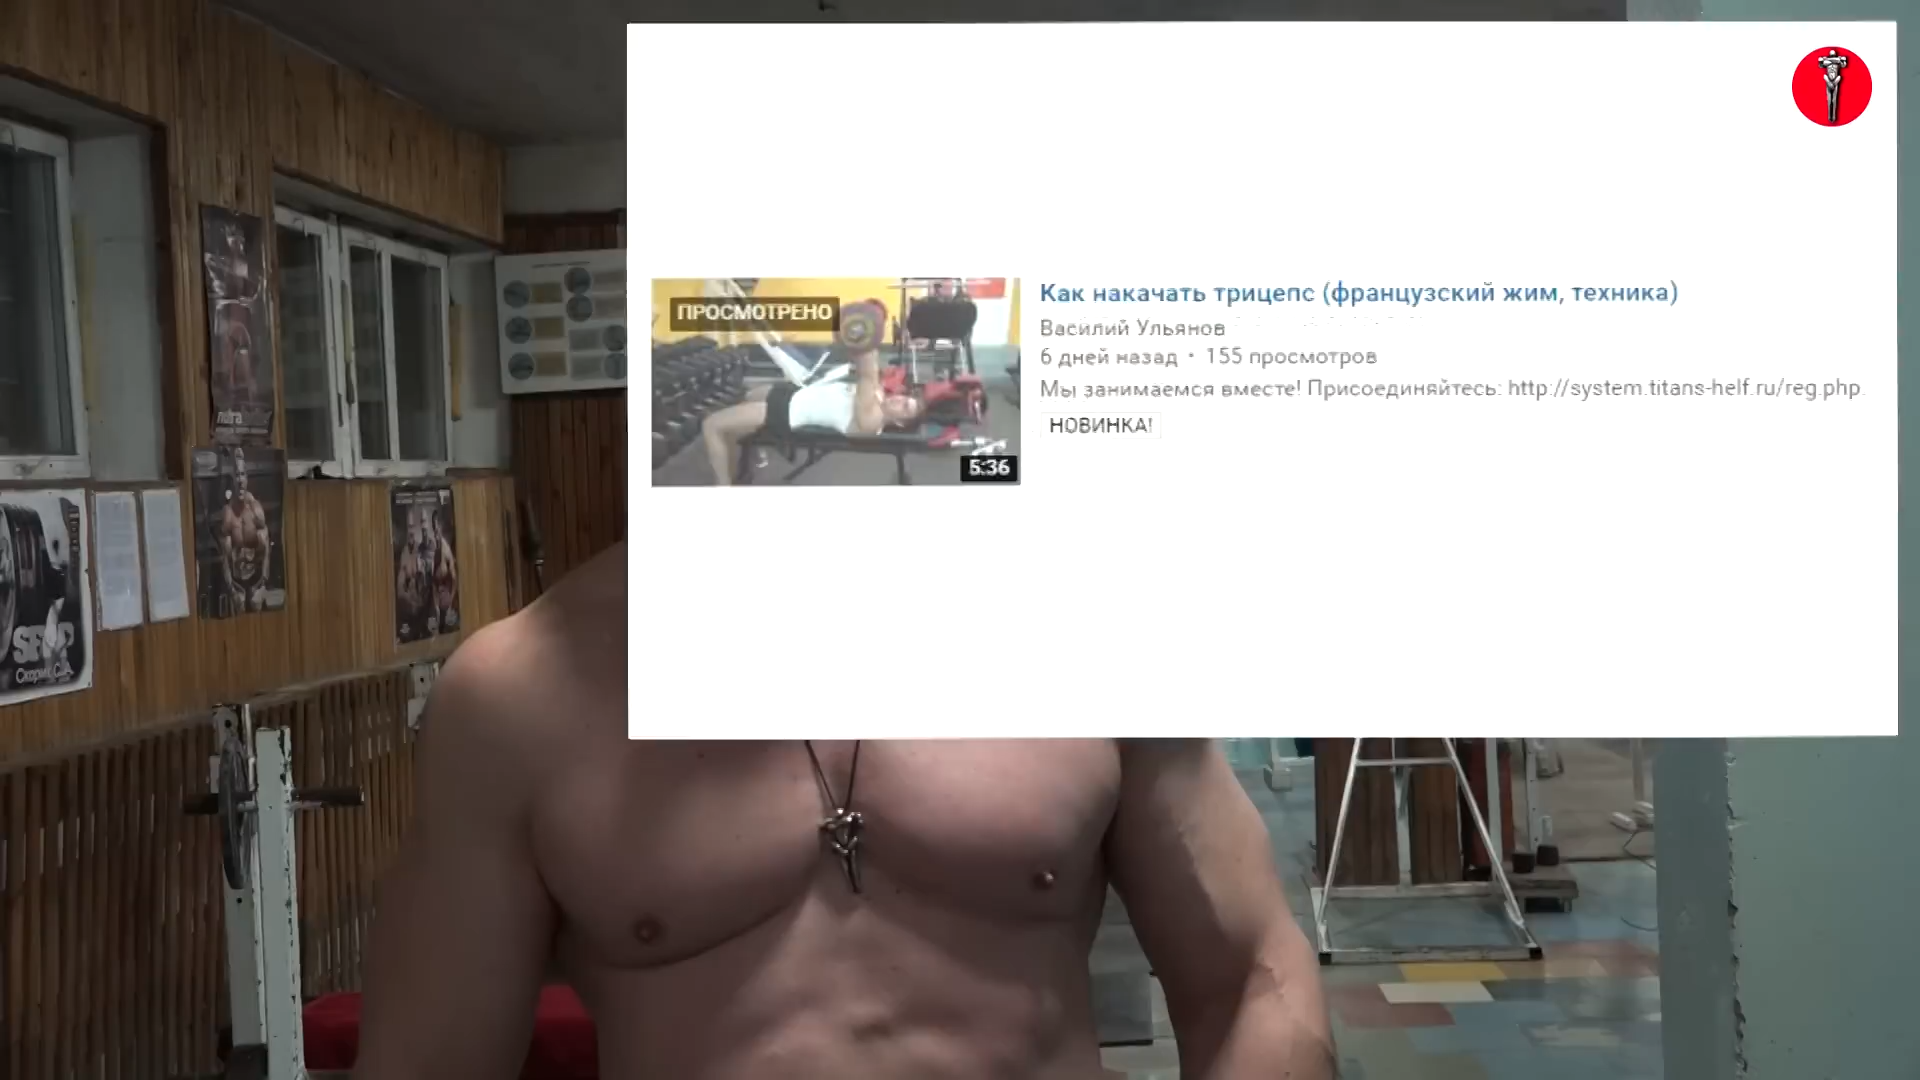 ПРОСМОТРЕНО
5:36
Как накачать трицепс (французский жим, техника)
Василий Ульянов
6 дней назад • 155 просмотров
Мы занимаемся вместе! Присоединяйтесь: http://system.titans-helf.ru/reg.php.
НОВИНКА!
nutra